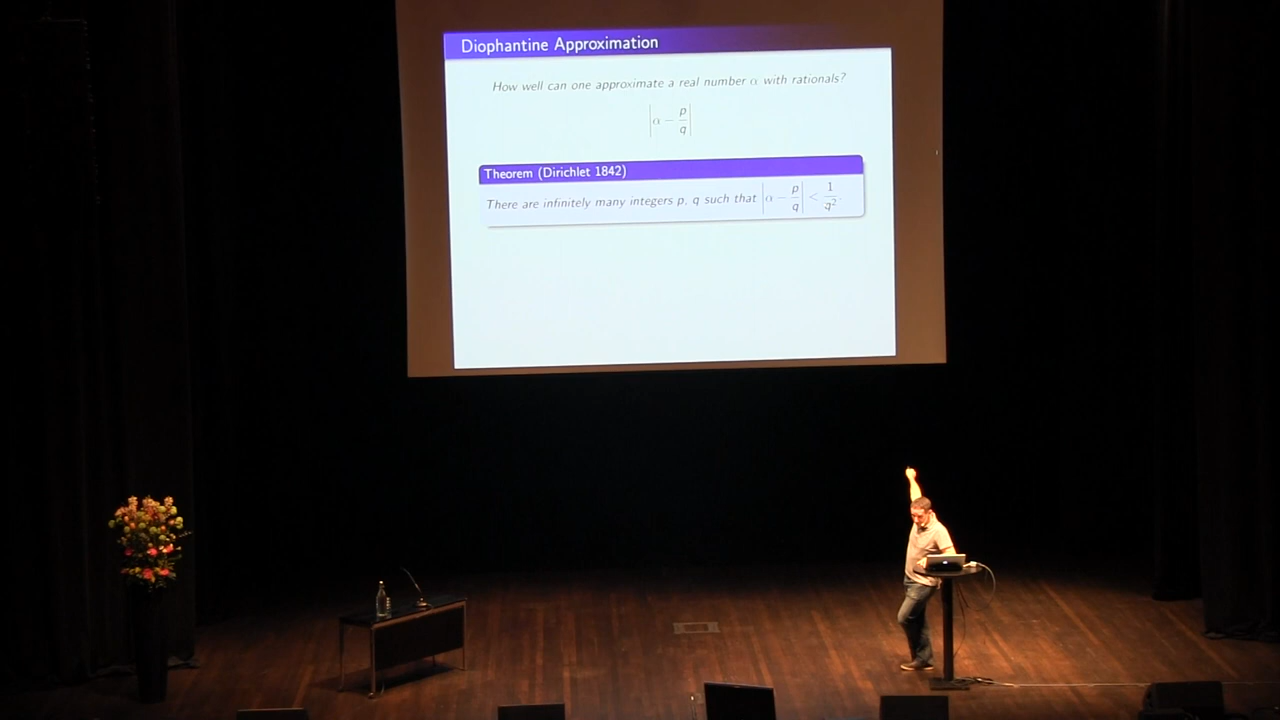 Diophantine Approximation
How well can one approximate a real number α with rationals?
|α − p/q|
Theorem (Dirichlet 1842)
There are infinitely many integers p, q such that |α − p/q| < 1/q².